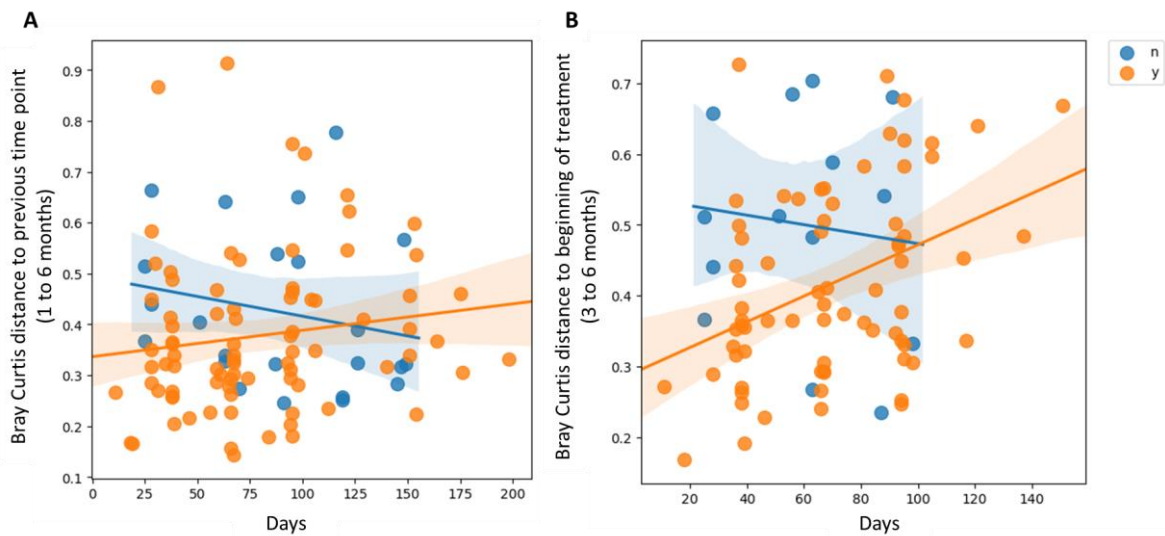 A
Bray Curtis distance to previous time point
(1 to 6 months)
0.9
0.8
0.7
0.6
0.5
0.4
0.3
0.2
0.1
0 25 50 75 100 125 150 175 200
Days
B
Bray Curtis distance to beginning of treatment
(3 to 6 months)
0.7
0.6
0.5
0.4
0.3
0.2
20 40 60 80 100 120 140
Days
n
y